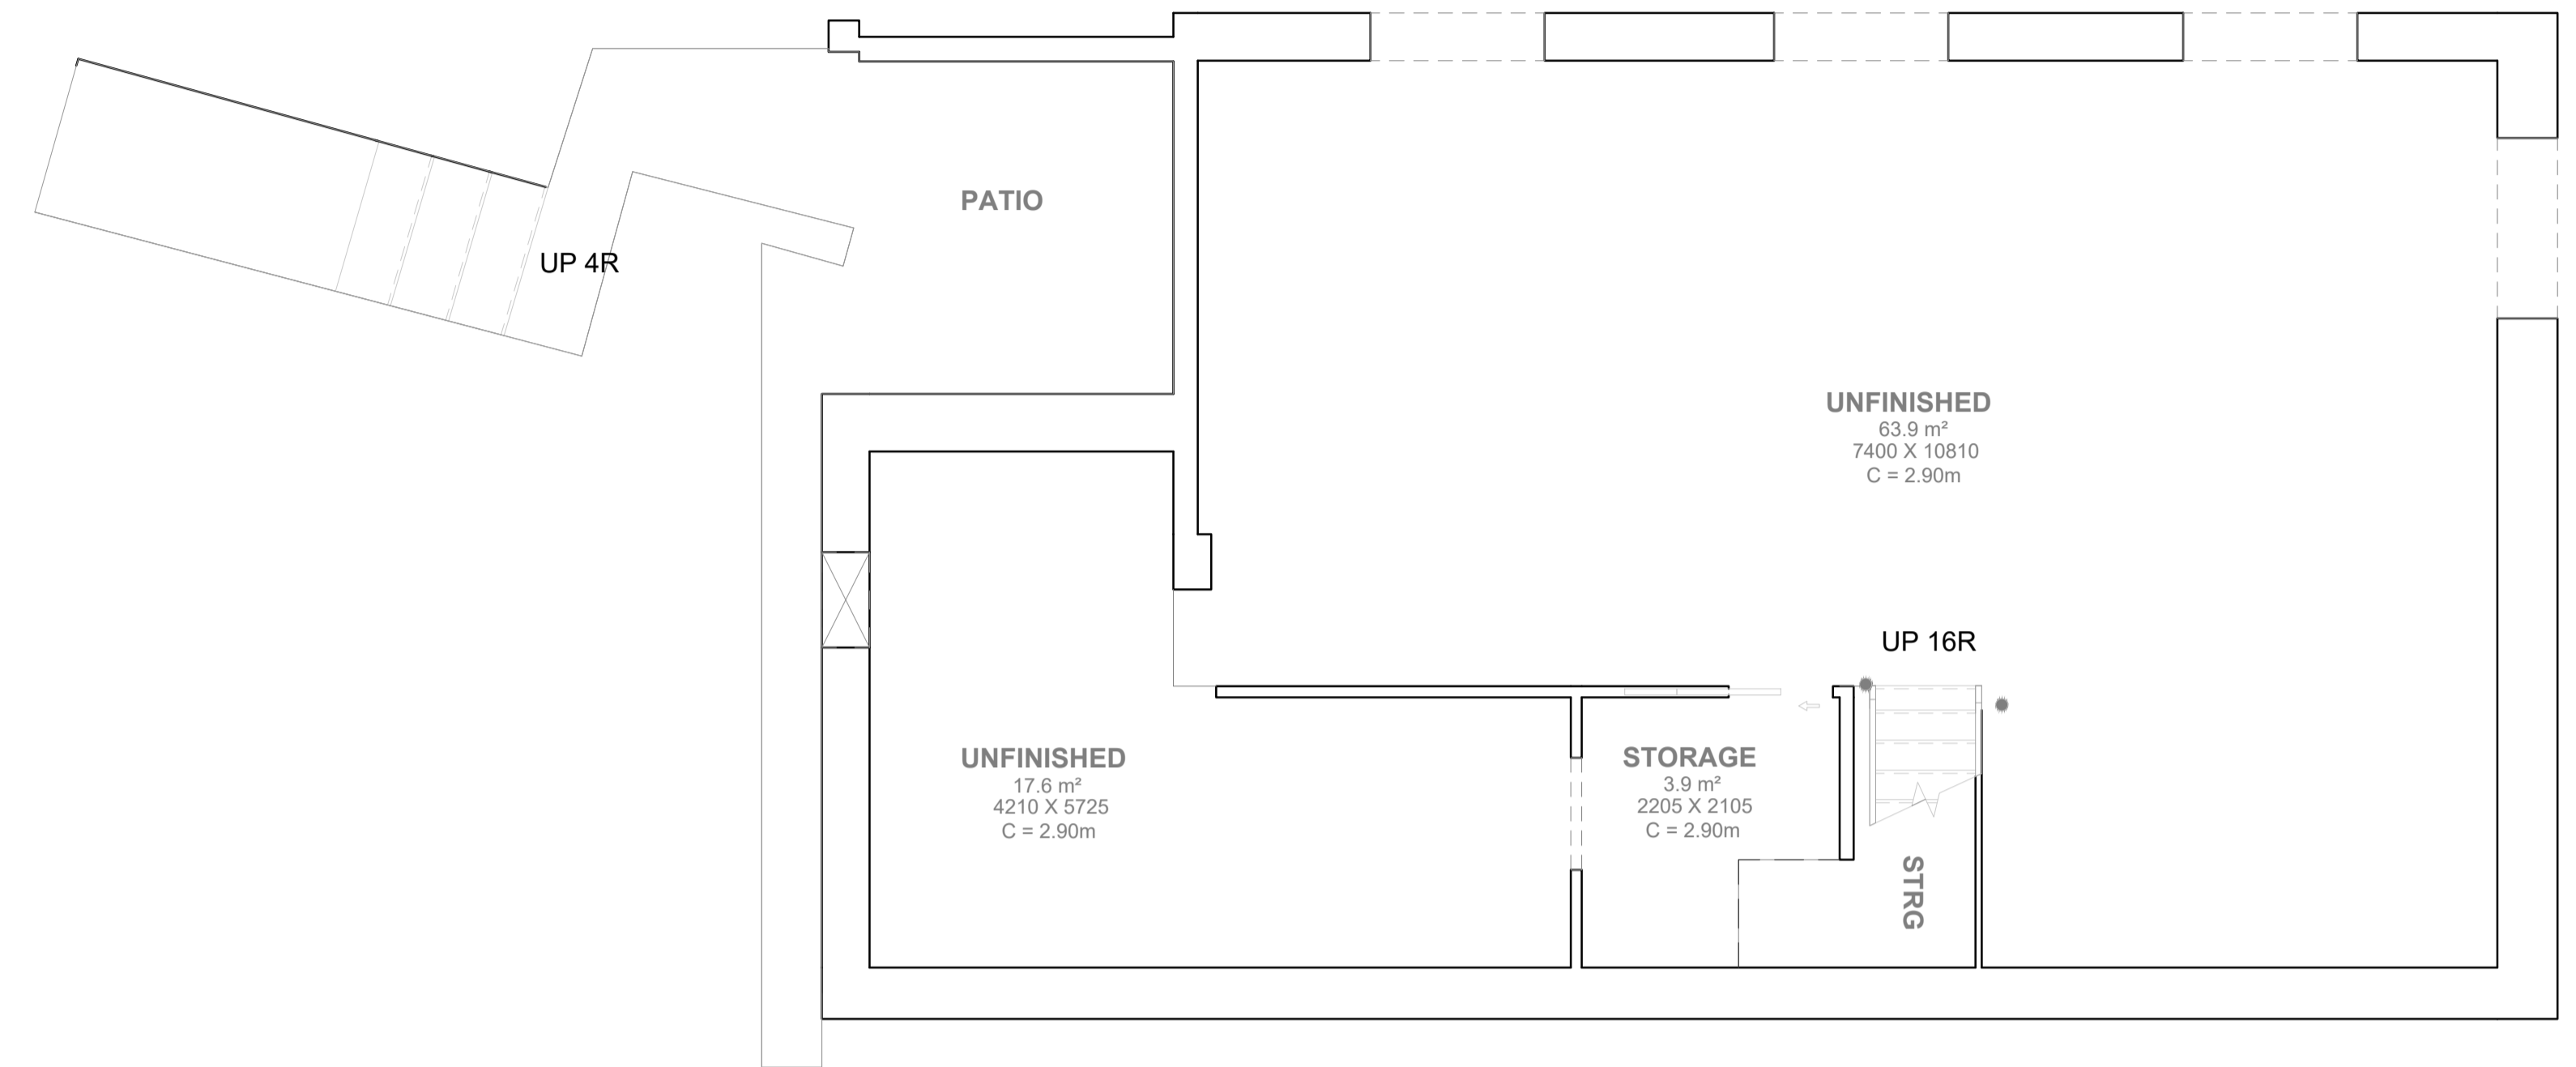 PATIO
UP 4R
UNFINISHED
63.9 m²
7400 X 10810
C = 2.90m
UP 16R
UNFINISHED
17.6 m²
4210 X 5725
C = 2.90m
STORAGE
3.9 m²
2205 X 2105
C = 2.90m
STRG